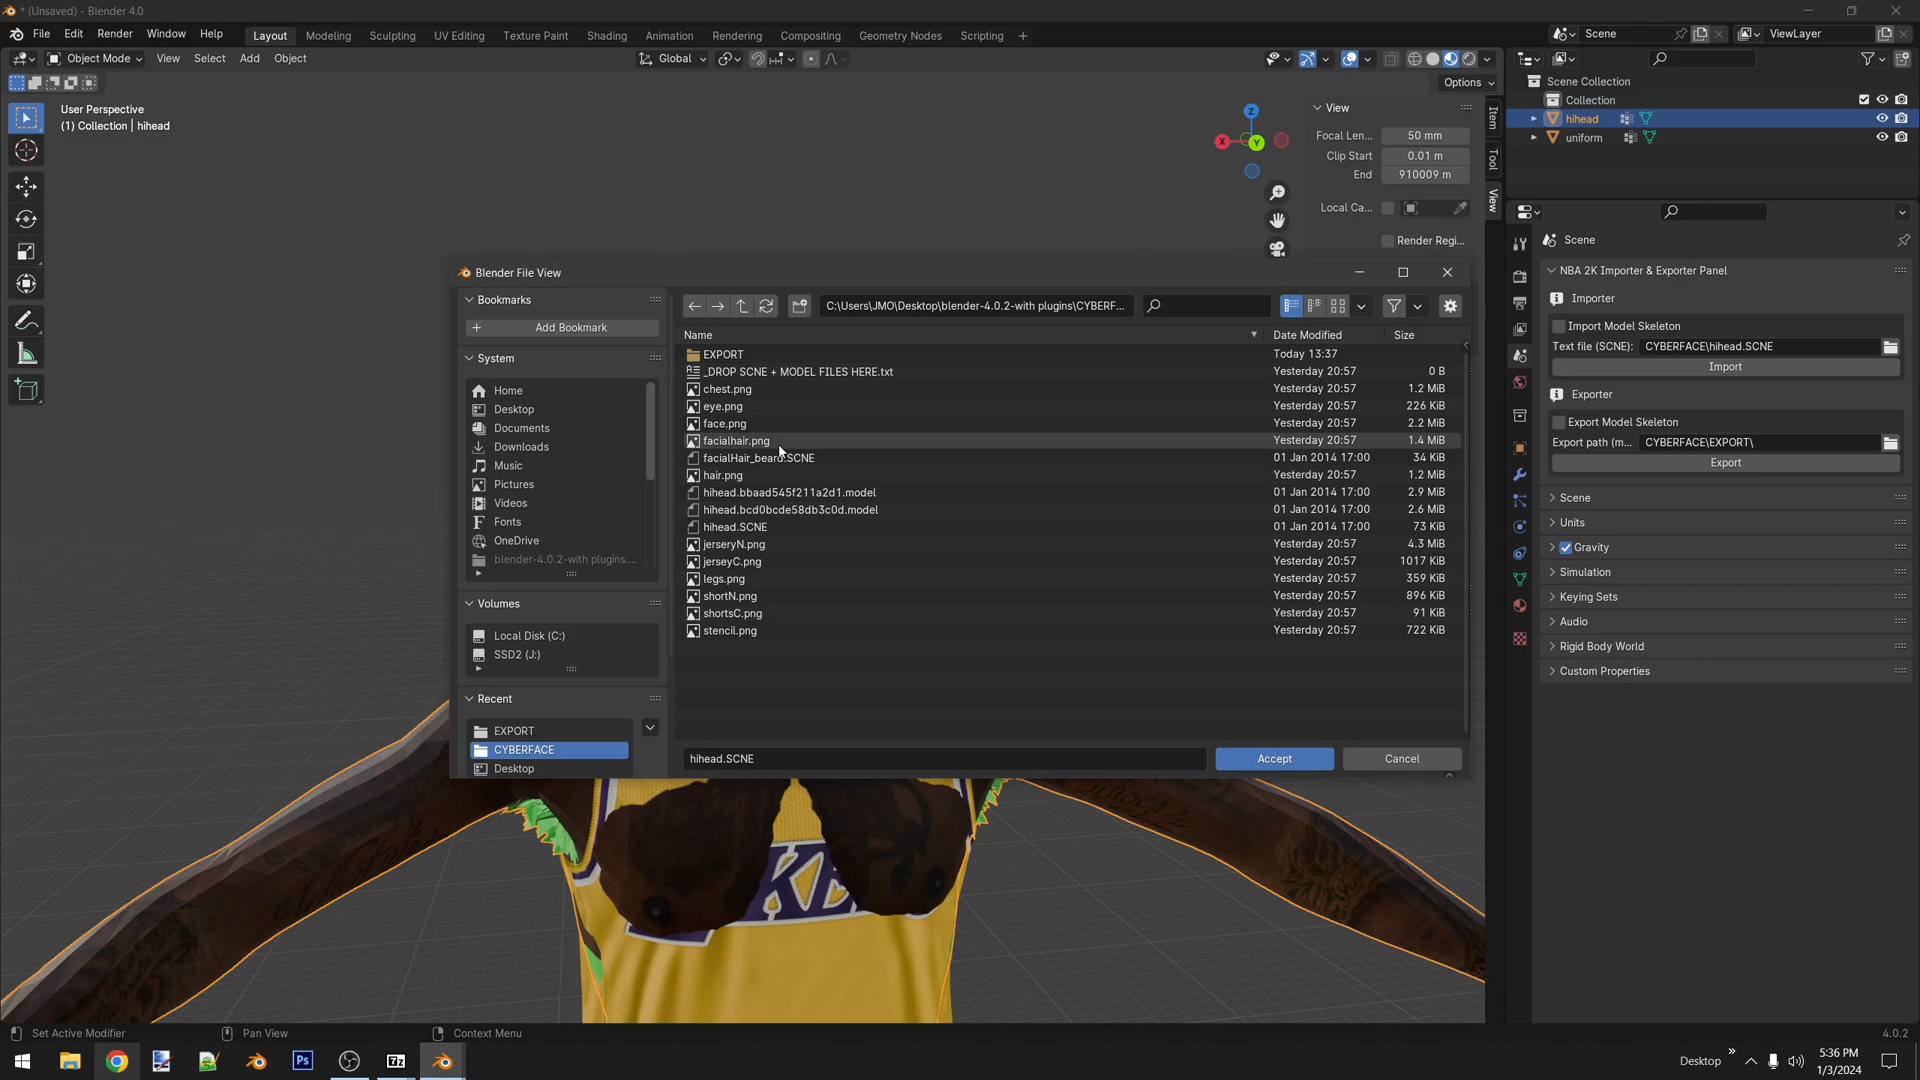 * (Unsaved) - Blender 4.0
File Edit Render Window Help Layout Modeling Sculpting UV Editing Texture Paint Shading Animation Rendering Compositing Geometry Nodes Scripting + Scene ViewLayer
Object Mode View Select Add Object Global
Options
User Perspective
(1) Collection | hihead
Z
X
Y
View
Focal Len... 50 mm
Clip Start 0.01 m
End 910009 m
Local Ca...
Render Regi...
Item
Tool
View
Scene Collection
Collection
hihead
uniform
Scene
NBA 2K Importer & Exporter Panel
Importer
Import Model Skeleton
Text file (SCNE): CYBERFACE\hihead.SCNE
Import
Exporter
Export Model Skeleton
Export path (m... CYBERFACE\EXPORT\
Export
Scene
Units
Gravity
Simulation
Keying Sets
Audio
Rigid Body World
Custom Properties
Blender File View
Bookmarks
+ Add Bookmark
System
Home
Desktop
Documents
Downloads
Music
Pictures
Videos
Fonts
OneDrive
blender-4.0.2-with plugins....
Volumes
Local Disk (C:)
SSD2 (J:)
Recent
EXPORT
CYBERFACE
Desktop
C:\Users\JMO\Desktop\blender-4.0.2-with plugins\CYBERF...
Name Date Modified Size
EXPORT Today 13:37
_DROP SCNE + MODEL FILES HERE.txt Yesterday 20:57 0 B
chest.png Yesterday 20:57 1.2 MiB
eye.png Yesterday 20:57 226 KiB
face.png Yesterday 20:57 2.2 MiB
facialhair.png Yesterday 20:57 1.4 MiB
facialHair_beard.SCNE 01 Jan 2014 17:00 34 KiB
hair.png Yesterday 20:57 1.2 MiB
hihead.bbaad545f211a2d1.model 01 Jan 2014 17:00 2.9 MiB
hihead.bcd0bcde58db3c0d.model 01 Jan 2014 17:00 2.6 MiB
hihead.SCNE 01 Jan 2014 17:00 73 KiB
jerseryN.png Yesterday 20:57 4.3 MiB
jerseyC.png Yesterday 20:57 1017 KiB
legs.png Yesterday 20:57 359 KiB
shortN.png Yesterday 20:57 896 KiB
shortsC.png Yesterday 20:57 91 KiB
stencil.png Yesterday 20:57 722 KiB
hihead.SCNE Accept Cancel
Set Active Modifier Pan View Context Menu 4.0.2
Ps 7z
Desktop
5:36 PM
1/3/2024